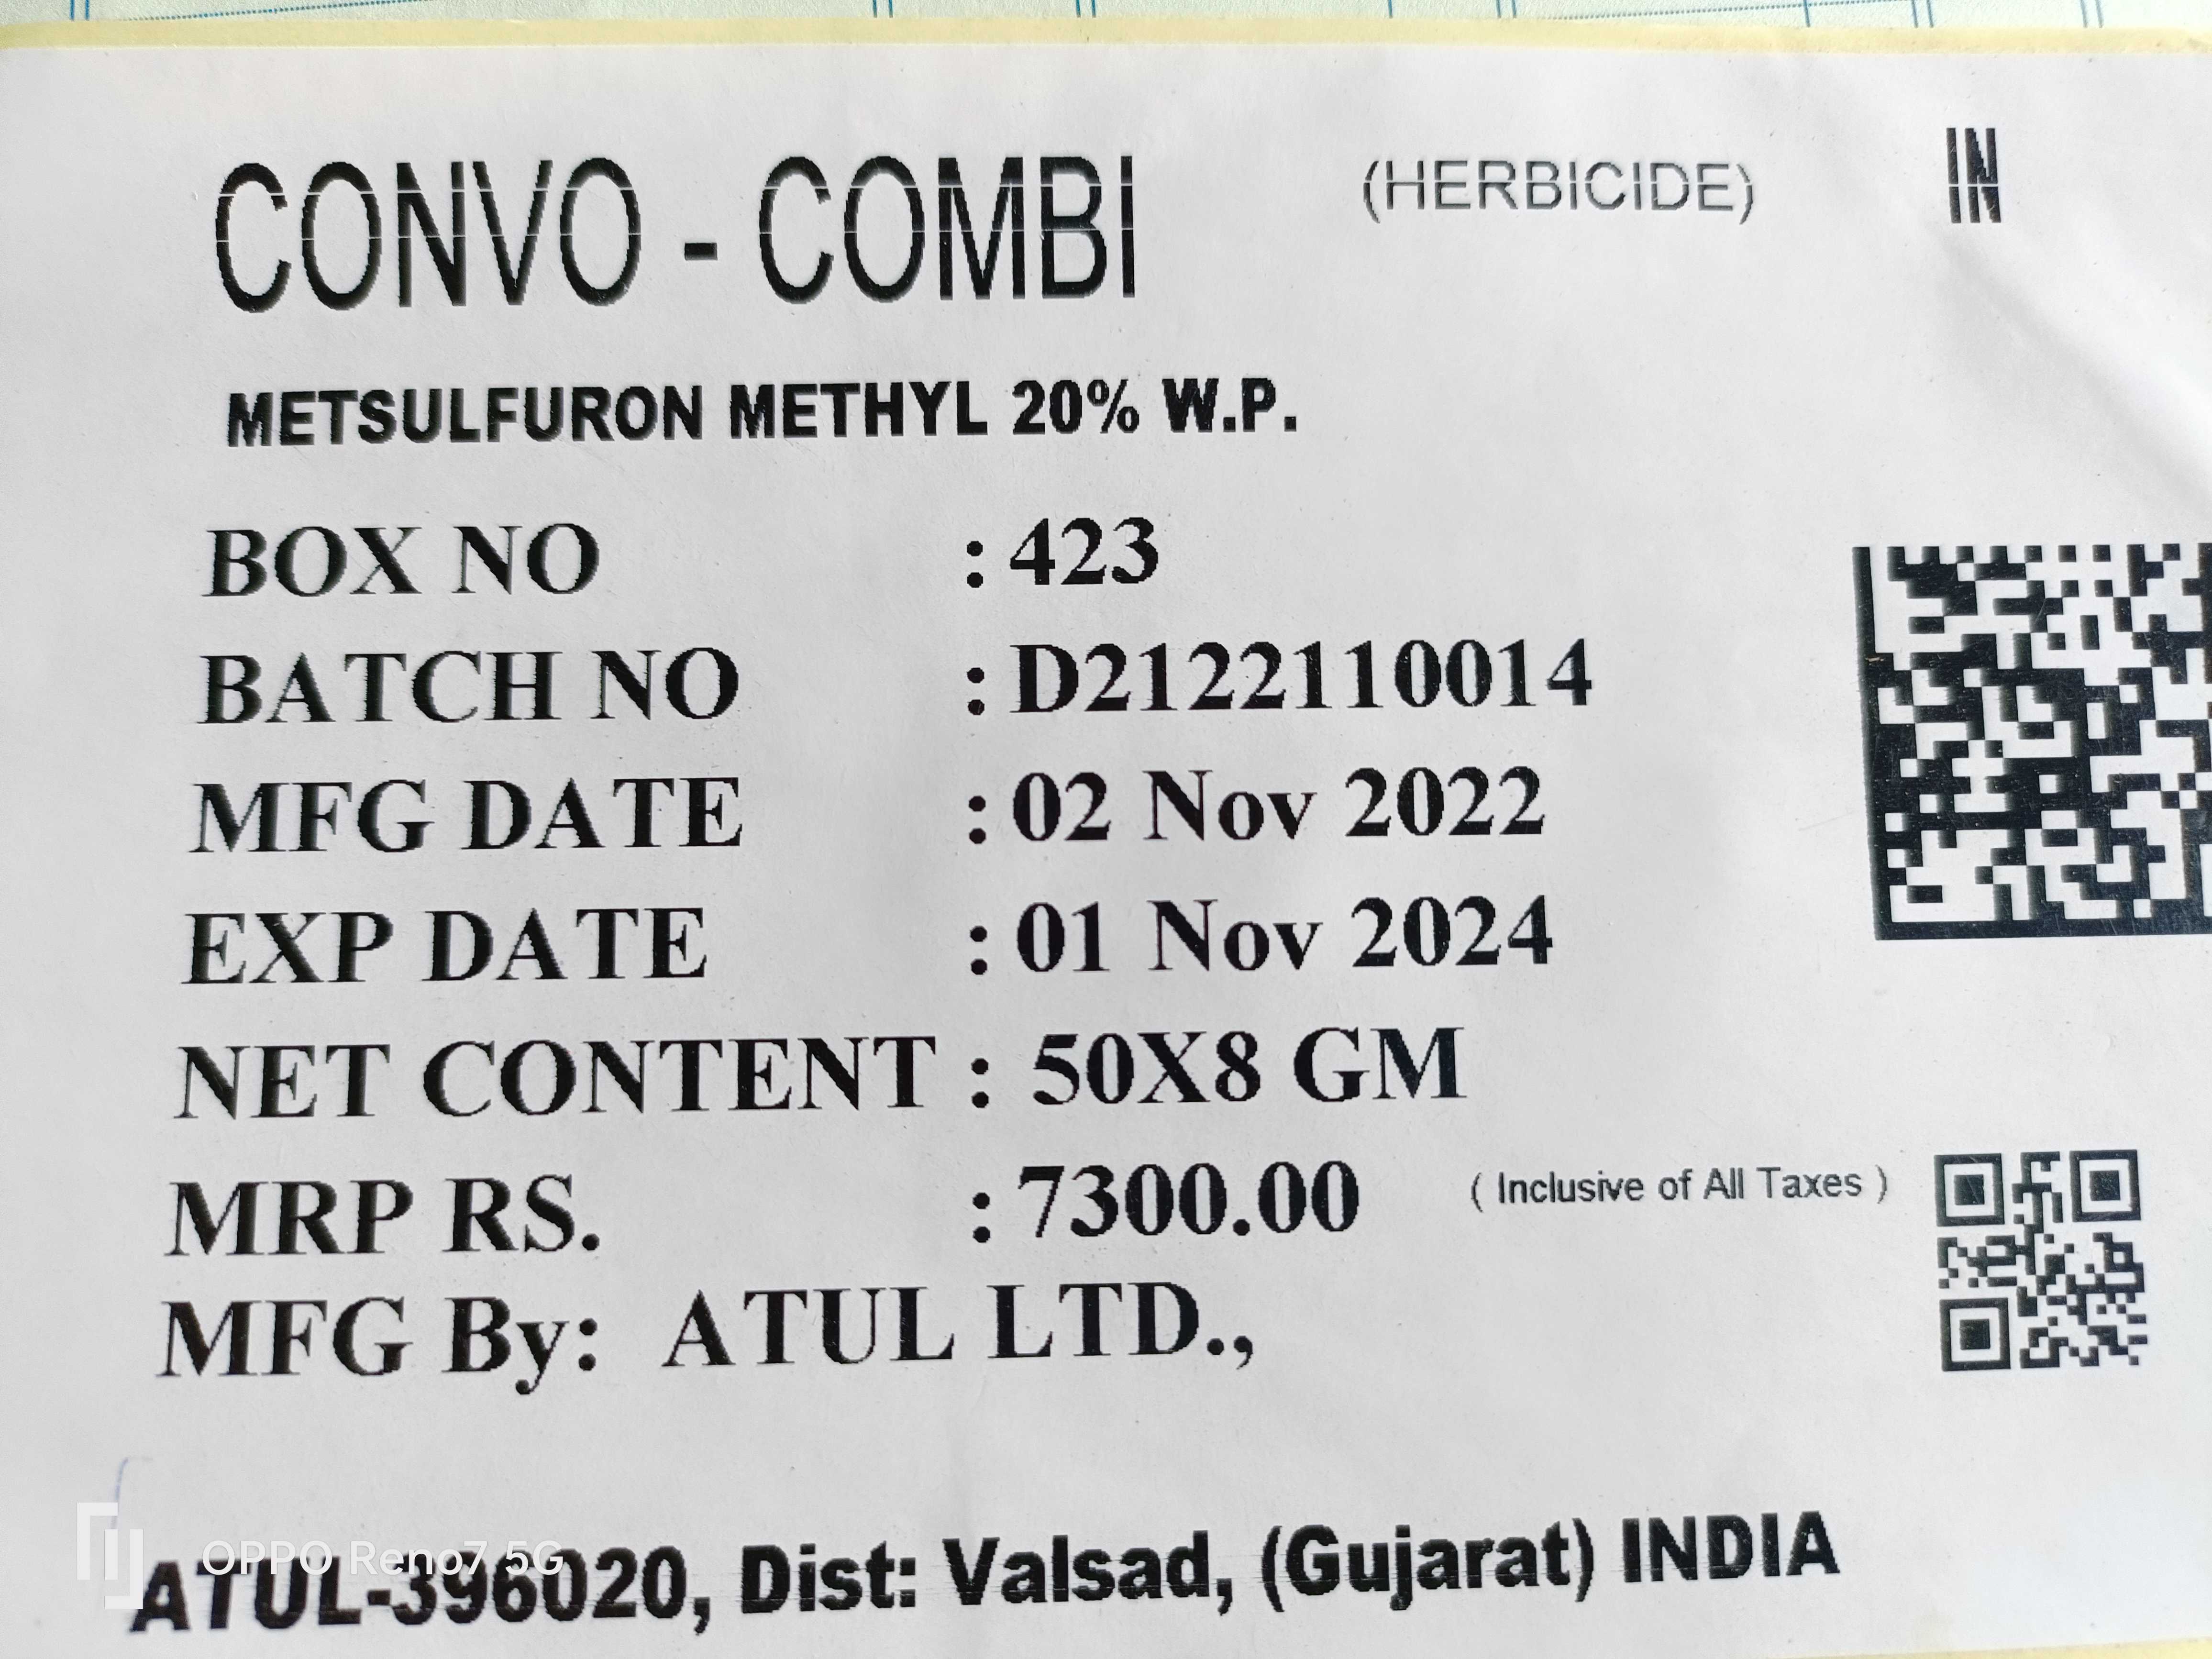 CONVO - COMBI (HERBICIDE) IN
METSULFURON METHYL 20% W.P.
BOX NO : 423
BATCH NO : D2122110014
MFG DATE : 02 Nov 2022
EXP DATE : 01 Nov 2024
NET CONTENT : 50X8 GM
MRP RS. : 7300.00 ( Inclusive of All Taxes )
MFG By: ATUL LTD.,
ATUL-396020, Dist: Valsad, (Gujarat) INDIA
OPPO Reno7 5G